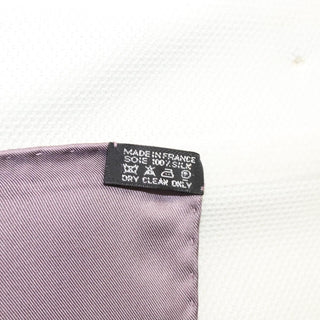 MADE IN FRANCE
SOIE 100% SILK
DRY CLEAN ONLY